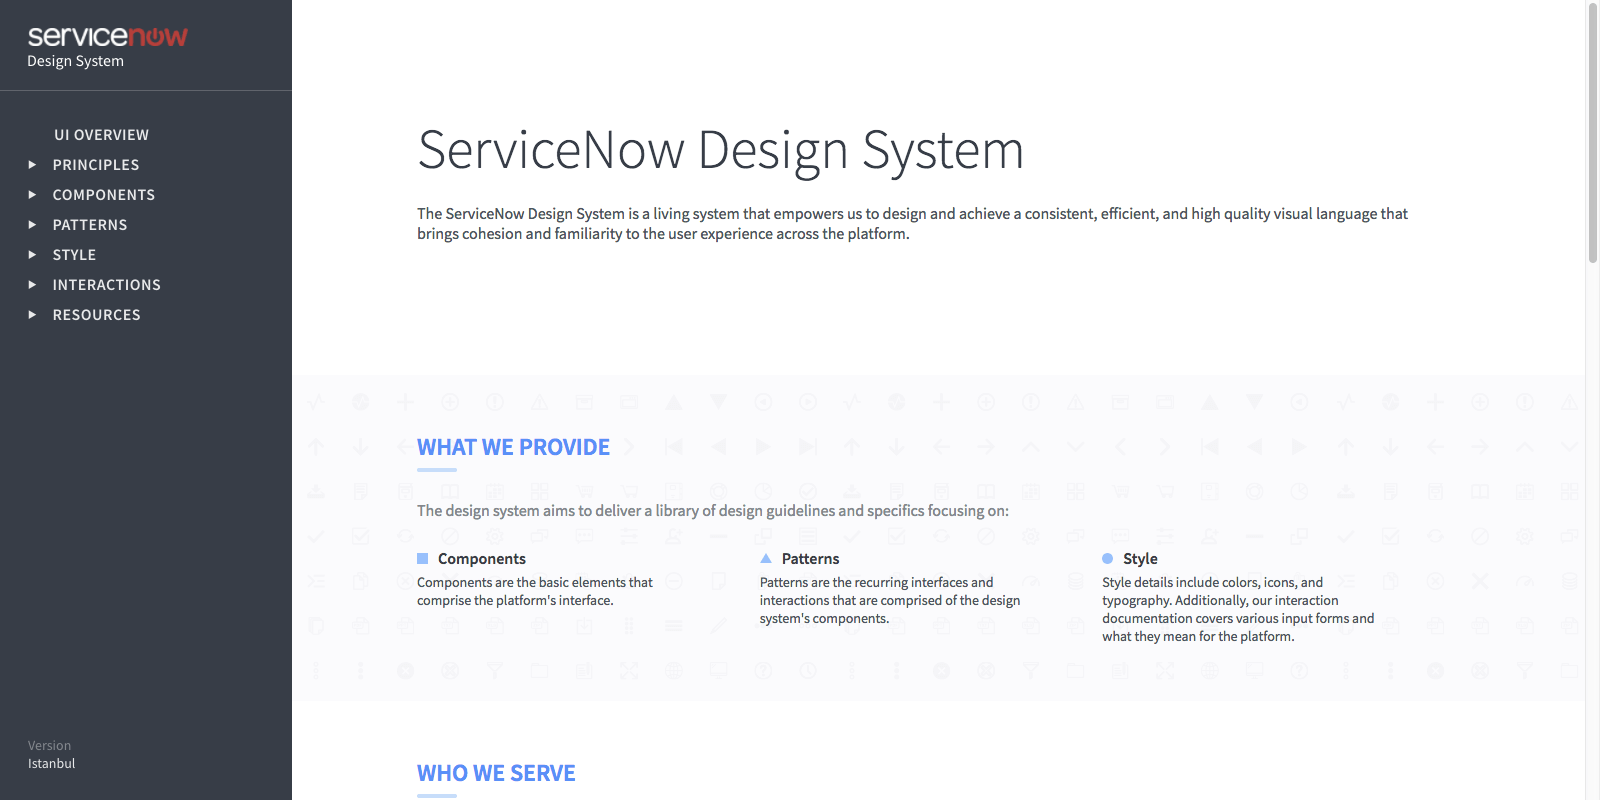 servicenow
Design System
UI OVERVIEW
PRINCIPLES
COMPONENTS
PATTERNS
STYLE
INTERACTIONS
RESOURCES
Version
Istanbul
ServiceNow Design System
The ServiceNow Design System is a living system that empowers us to design and achieve a consistent, efficient, and high quality visual language that
brings cohesion and familiarity to the user experience across the platform.
WHAT WE PROVIDE
The design system aims to deliver a library of design guidelines and specifics focusing on:
Components
Components are the basic elements that
comprise the platform's interface.
Patterns
Patterns are the recurring interfaces and
interactions that are comprised of the design
system's components.
Style
Style details include colors, icons, and
typography. Additionally, our interaction
documentation covers various input forms and
what they mean for the platform.
WHO WE SERVE